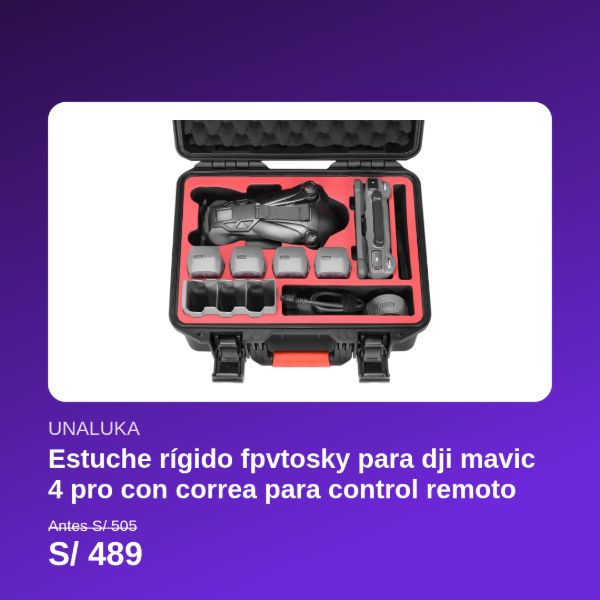 UNALUKA
Estuche rígido fpvtosky para dji mavic
4 pro con correa para control remoto
Antes S/ 505
S/ 489